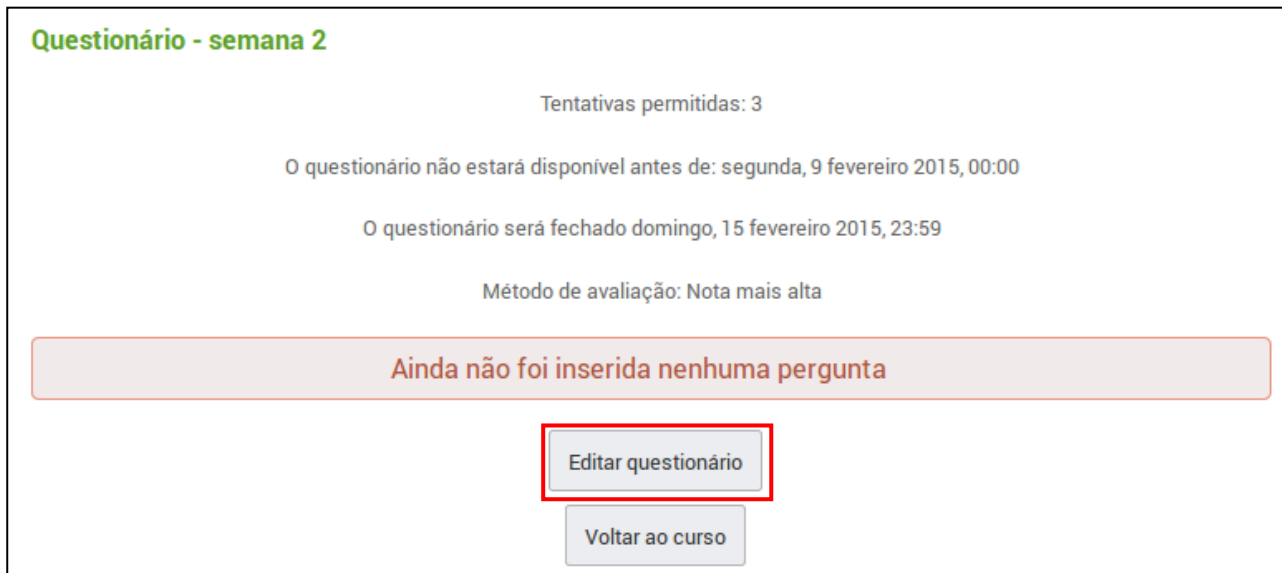 Questionário - semana 2
Tentativas permitidas: 3
O questionário não estará disponível antes de: segunda, 9 fevereiro 2015, 00:00
O questionário será fechado domingo, 15 fevereiro 2015, 23:59
Método de avaliação: Nota mais alta
Ainda não foi inserida nenhuma pergunta
Editar questionário
Voltar ao curso